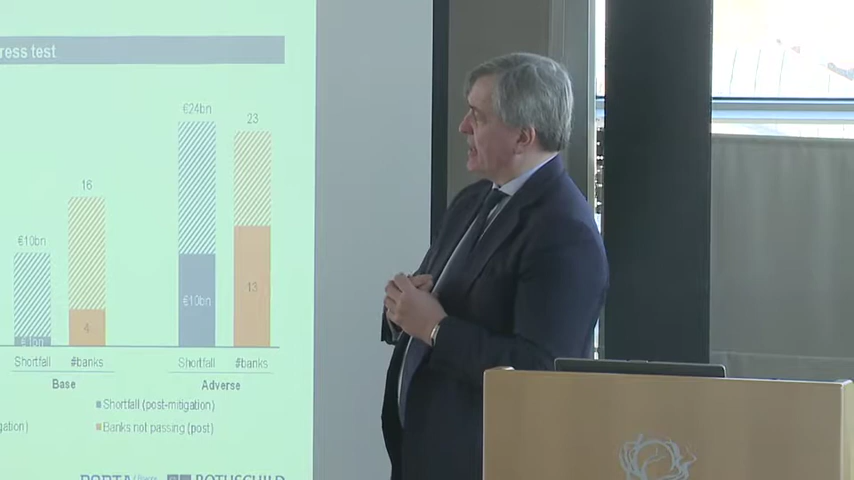 ress test
€24bn
23
16
€10bn
€10bn
13
€1bn
4
Shortfall #banks Shortfall #banks
Base Adverse
Shortfall (post-mitigation)
gation) Banks not passing (post)
ROTHSCHILD